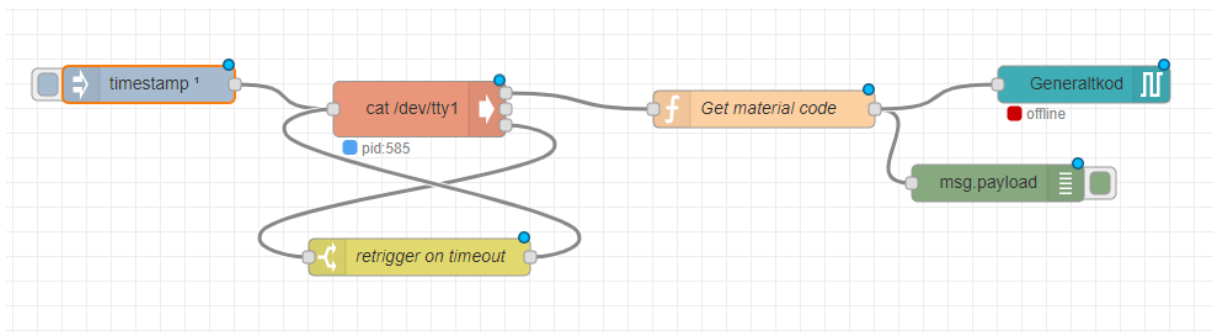 timestamp ¹
cat /dev/tty1
pid:585
Get material code
Generaltkod
offline
msg.payload
retrigger on timeout